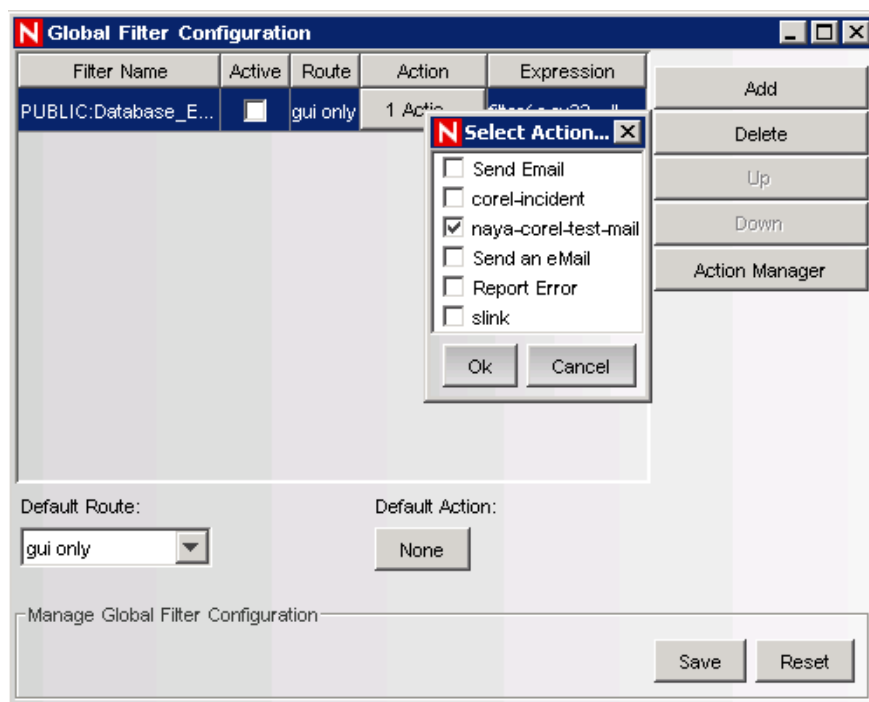 N Global Filter Configuration
Filter Name Active Route Action Expression
PUBLIC:Database_E... gui only 1 Actio...
N Select Action...
Send Email
corel-incident
naya-corel-test-mail
Send an eMail
Report Error
slink
Ok Cancel
Add
Delete
Up
Down
Action Manager
Default Route:
gui only
Default Action:
None
Manage Global Filter Configuration
Save Reset